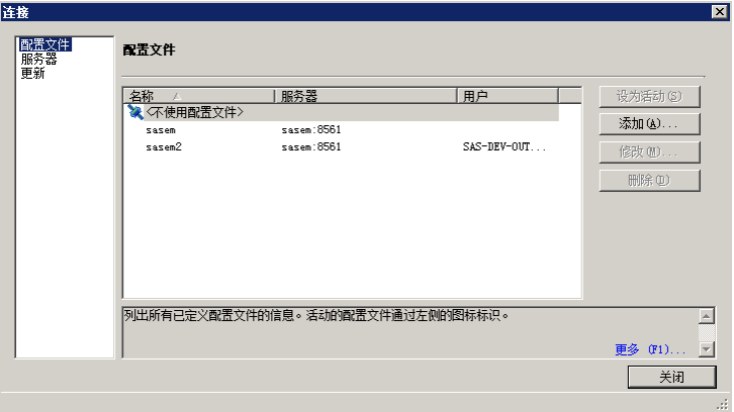 连接
配置文件
服务器
更新
配置文件
名称 服务器 用户
<不使用配置文件>
sasem sasem:8561
sasem2 sasem:8561 SAS-DEV-OUT...
设为活动(S)
添加(A)...
修改(M)...
删除(D)
列出所有已定义配置文件的信息。活动的配置文件通过左侧的图标标识。
更多 (F1)...
关闭